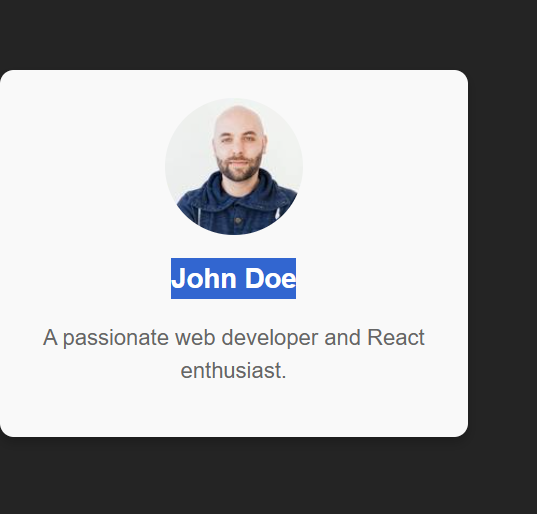 John Doe
A passionate web developer and React
enthusiast.